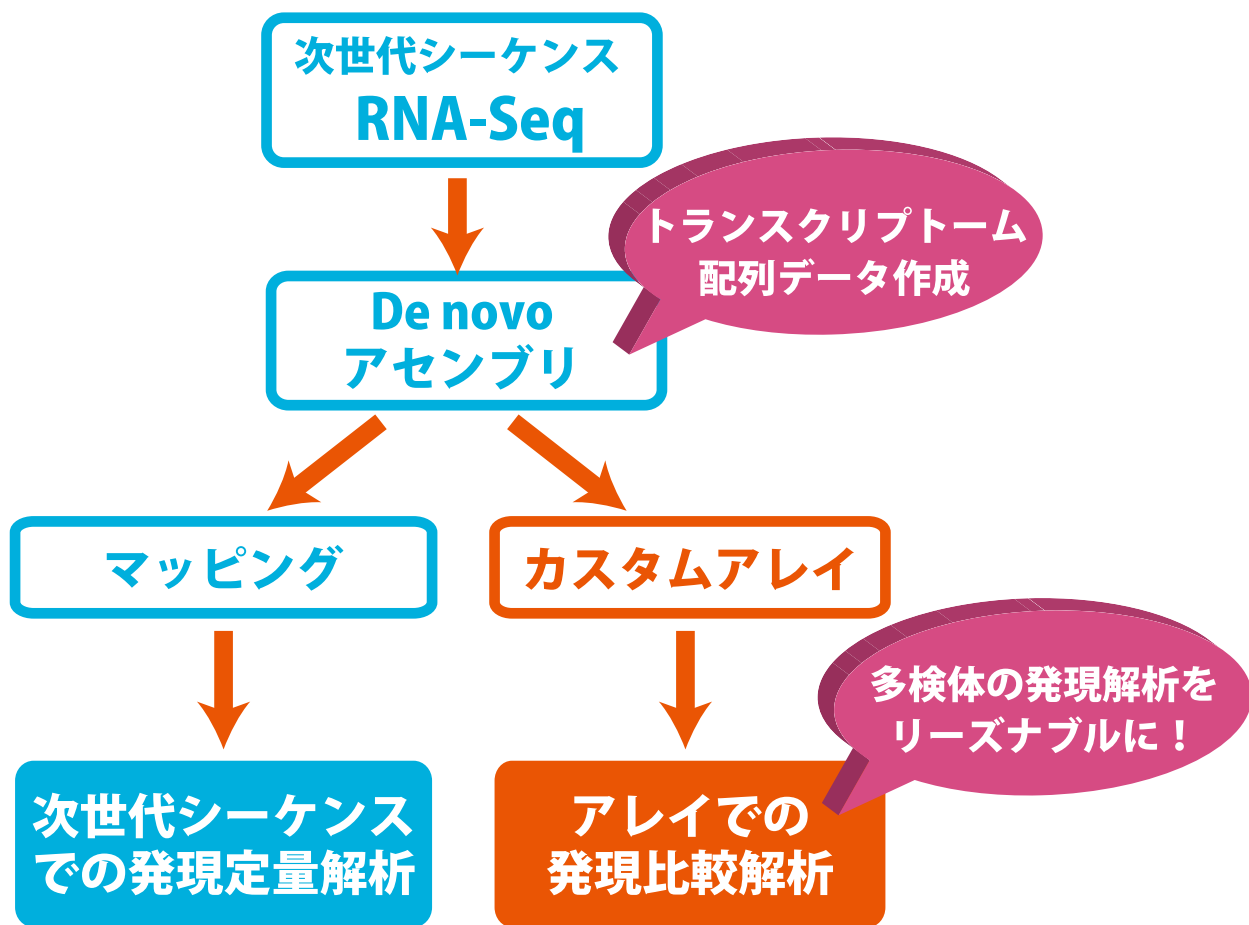 次世代シーケンス
RNA-Seq
トランスクリプトーム
配列データ作成
De novo
アセンブリ
マッピング
カスタムアレイ
多検体の発現解析を
リーズナブルに！
次世代シーケンス
での発現定量解析
アレイでの
発現比較解析